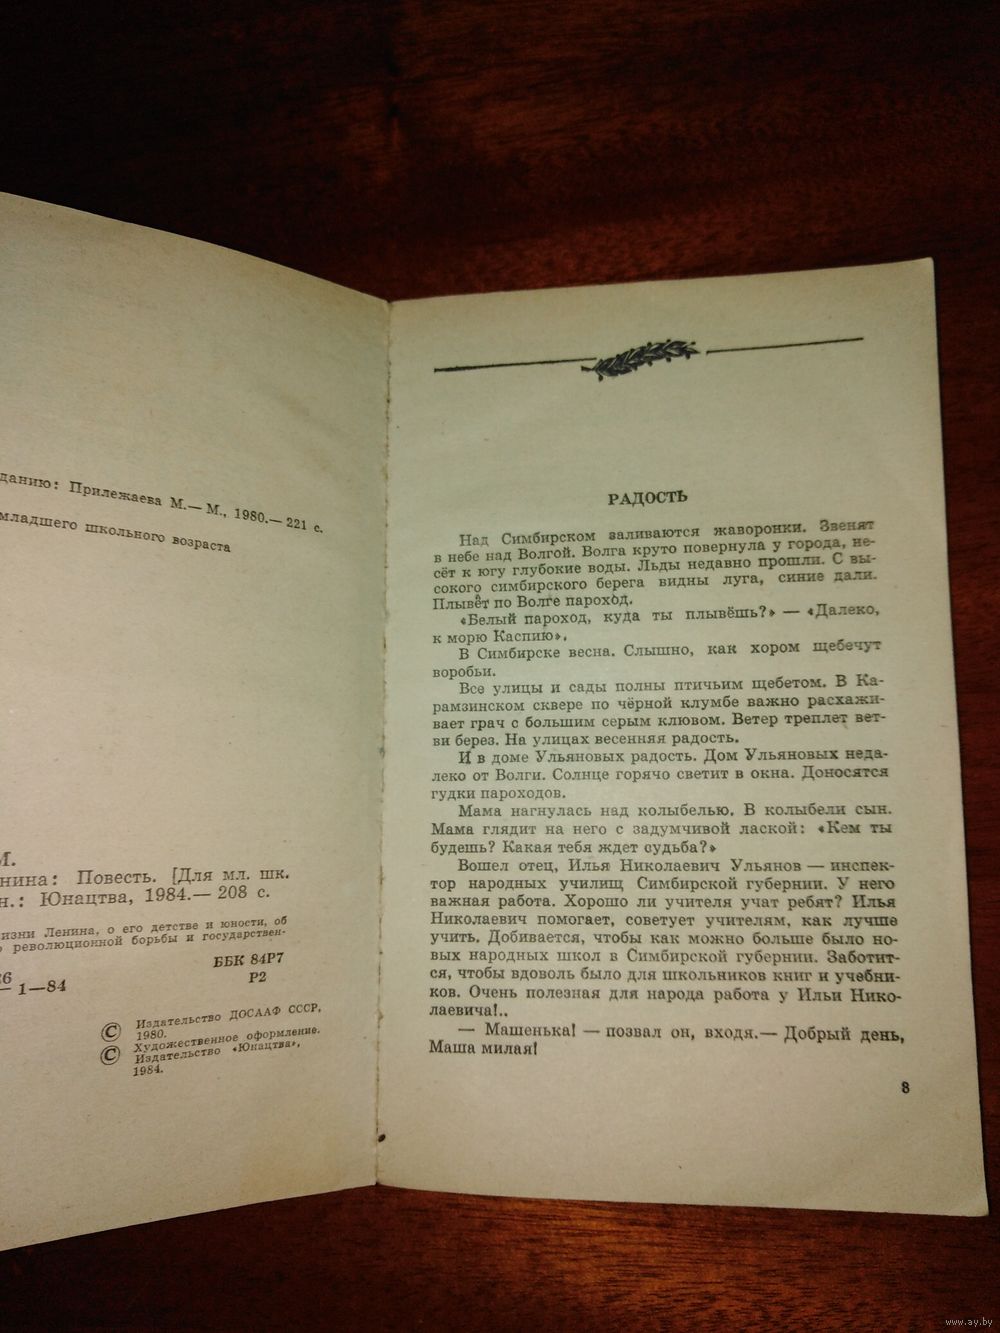 данию: Прилежаева М.— М., 1980.— 221 с.
младшего школьного возраста
М.
нина: Повесть. [Для мл. шк.
н.: Юнацтва, 1984.— 208 с.
изни Ленина, о его детстве и юности, об
революционной борьбы и государствен-
ББК 84Р7
Р2
1—84
© Издательство ДОСААФ СССР,
1980.
© Художественное оформление.
Издательство «Юнацтва»,
1984.
РАДОСТЬ
Над Симбирском заливаются жаворонки. Звенят
в небе над Волгой. Волга круто повернула у города, не-
сёт к югу глубокие воды. Льды недавно прошли. С вы-
сокого симбирского берега видны луга, синие дали.
Плывёт по Волге пароход.
«Белый пароход, куда ты плывёшь?» — «Далеко,
к морю Каспию».
В Симбирске весна. Слышно, как хором щебечут
воробьи.
Все улицы и сады полны птичьим щебетом. В Ка-
рамзинском сквере по чёрной клумбе важно расхажи-
вает грач с большим серым клювом. Ветер треплет вет-
ви берез. На улицах весенняя радость.
И в доме Ульяновых радость. Дом Ульяновых неда-
леко от Волги. Солнце горячо светит в окна. Доносятся
гудки пароходов.
Мама нагнулась над колыбелью. В колыбели сын.
Мама глядит на него с задумчивой лаской: «Кем ты
будешь? Какая тебя ждет судьба?»
Вошел отец, Илья Николаевич Ульянов — инспек-
тор народных училищ Симбирской губернии. У него
важная работа. Хорошо ли учителя учат ребят? Илья
Николаевич помогает, советует учителям, как лучше
учить. Добивается, чтобы как можно больше было но-
вых народных школ в Симбирской губернии. Заботит-
ся, чтобы вдоволь было для школьников книг и учебни-
ков. Очень полезная для народа работа у Ильи Нико-
лаевича!..
— Машенька! — позвал он, входя.— Добрый день,
Маша милая!
3
www.ay.by